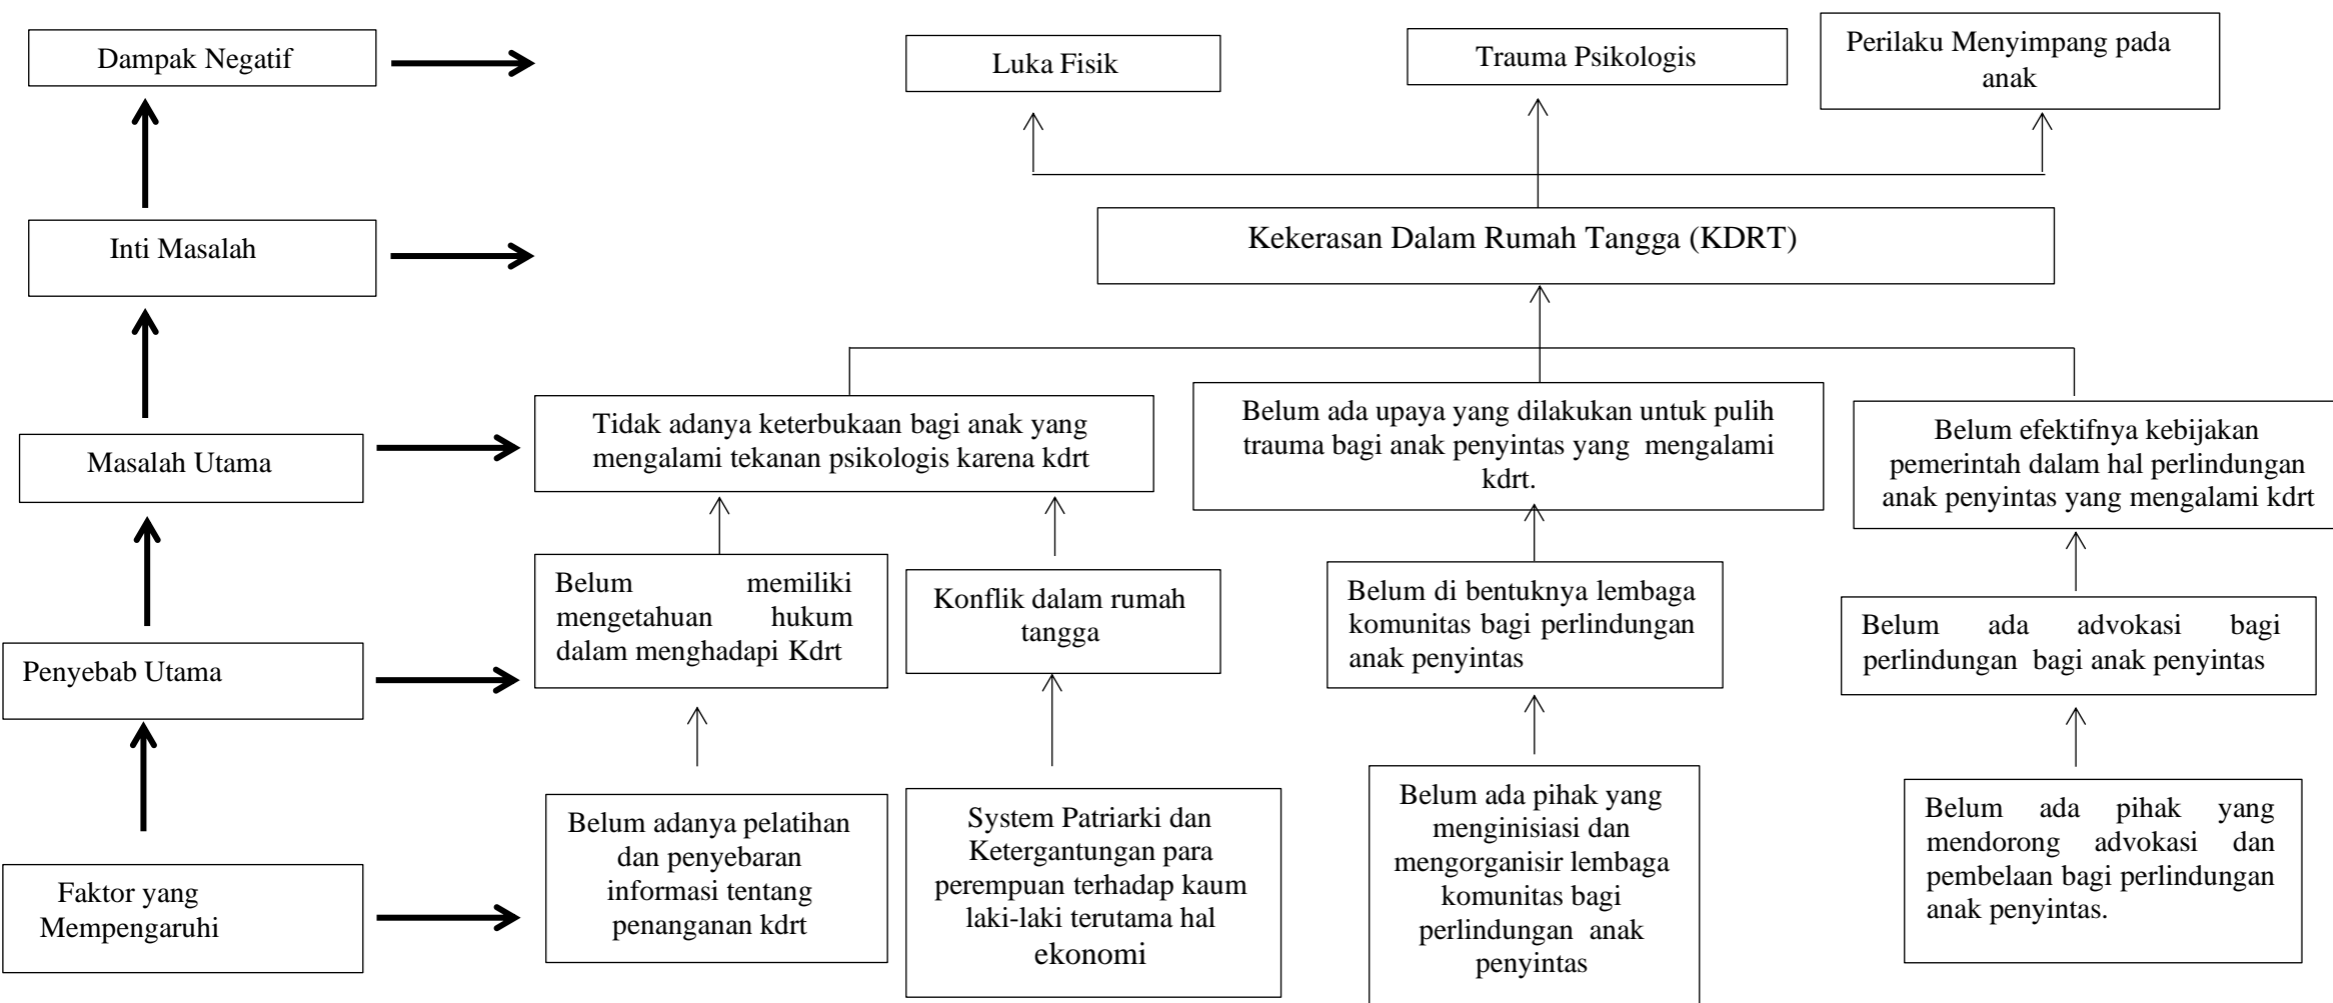 Dampak Negatif
Luka Fisik
Trauma Psikologis
Perilaku Menyimpang pada
anak
Inti Masalah
Kekerasan Dalam Rumah Tangga (KDRT)
Masalah Utama
Tidak adanya keterbukaan bagi anak yang
mengalami tekanan psikologis karena kdrt
Belum ada upaya yang dilakukan untuk pulih
trauma bagi anak penyintas yang mengalami
kdrt.
Belum efektifnya kebijakan
pemerintah dalam hal perlindungan
anak penyintas yang mengalami kdrt
Penyebab Utama
Belum memiliki
mengetahuan hukum
dalam menghadapi Kdrt
Konflik dalam rumah
tangga
Belum di bentuknya lembaga
komunitas bagi perlindungan
anak penyintas
Belum ada advokasi bagi
perlindungan bagi anak penyintas
Faktor yang
Mempengaruhi
Belum adanya pelatihan
dan penyebaran
informasi tentang
penanganan kdrt
System Patriarki dan
Ketergantungan para
perempuan terhadap kaum
laki-laki terutama hal
ekonomi
Belum ada pihak yang
menginisiasi dan
mengorganisir lembaga
komunitas bagi
perlindungan anak
penyintas
Belum ada pihak yang
mendorong advokasi dan
pembelaan bagi perlindungan
anak penyintas.